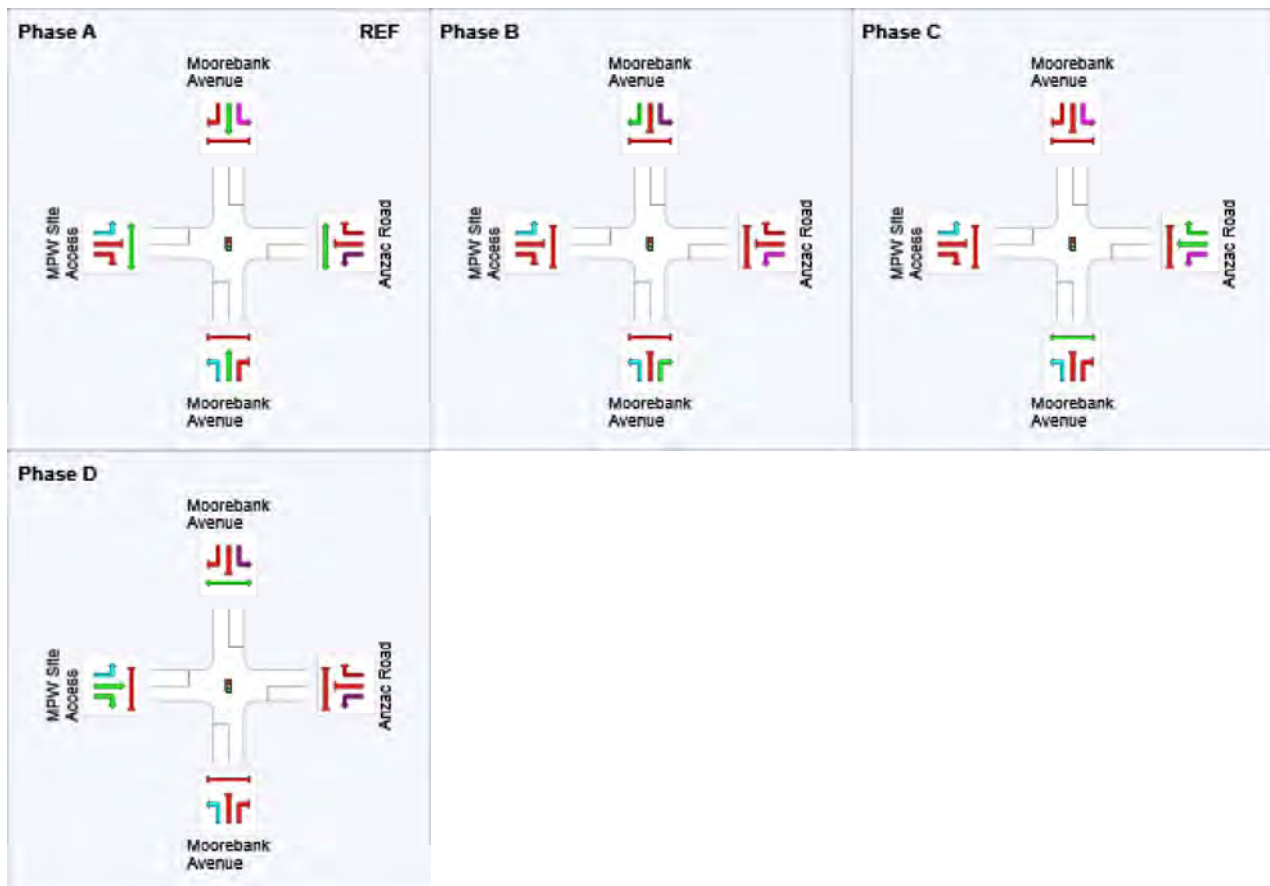 Phase A
REF
Moorebank
Avenue
MPW Site
Access
Anzac Road
Moorebank
Avenue
Phase B
Moorebank
Avenue
MPW Site
Access
Anzac Road
Moorebank
Avenue
Phase C
Moorebank
Avenue
MPW Site
Access
Anzac Road
Moorebank
Avenue
Phase D
Moorebank
Avenue
MPW Site
Access
Anzac Road
Moorebank
Avenue